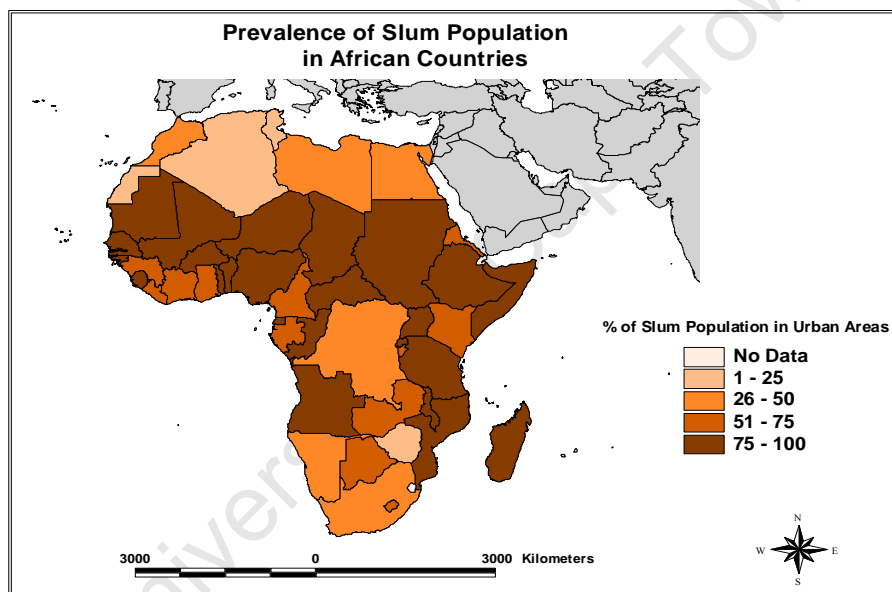 Prevalence of Slum Population
in African Countries
% of Slum Population in Urban Areas
No Data
1 - 25
26 - 50
51 - 75
75 - 100
3000 0 3000 Kilometers
N
W E
S